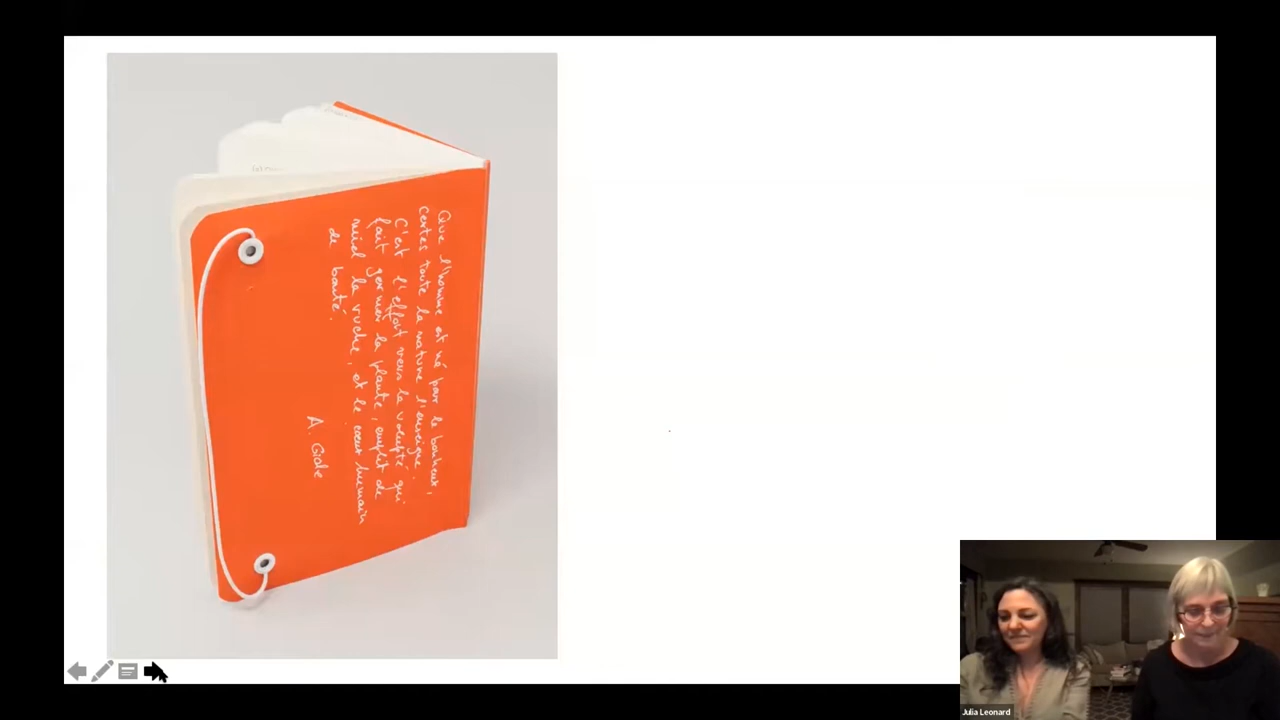 Que l'homme est né pour le bonheur,
certes toute la nature l'enseigne.
C'est l'effort vers la volupté qui
fait germer la plante, emplit de
miel la ruche, et le cœur humain
de bonté.
A. Gide
Julia Leonard